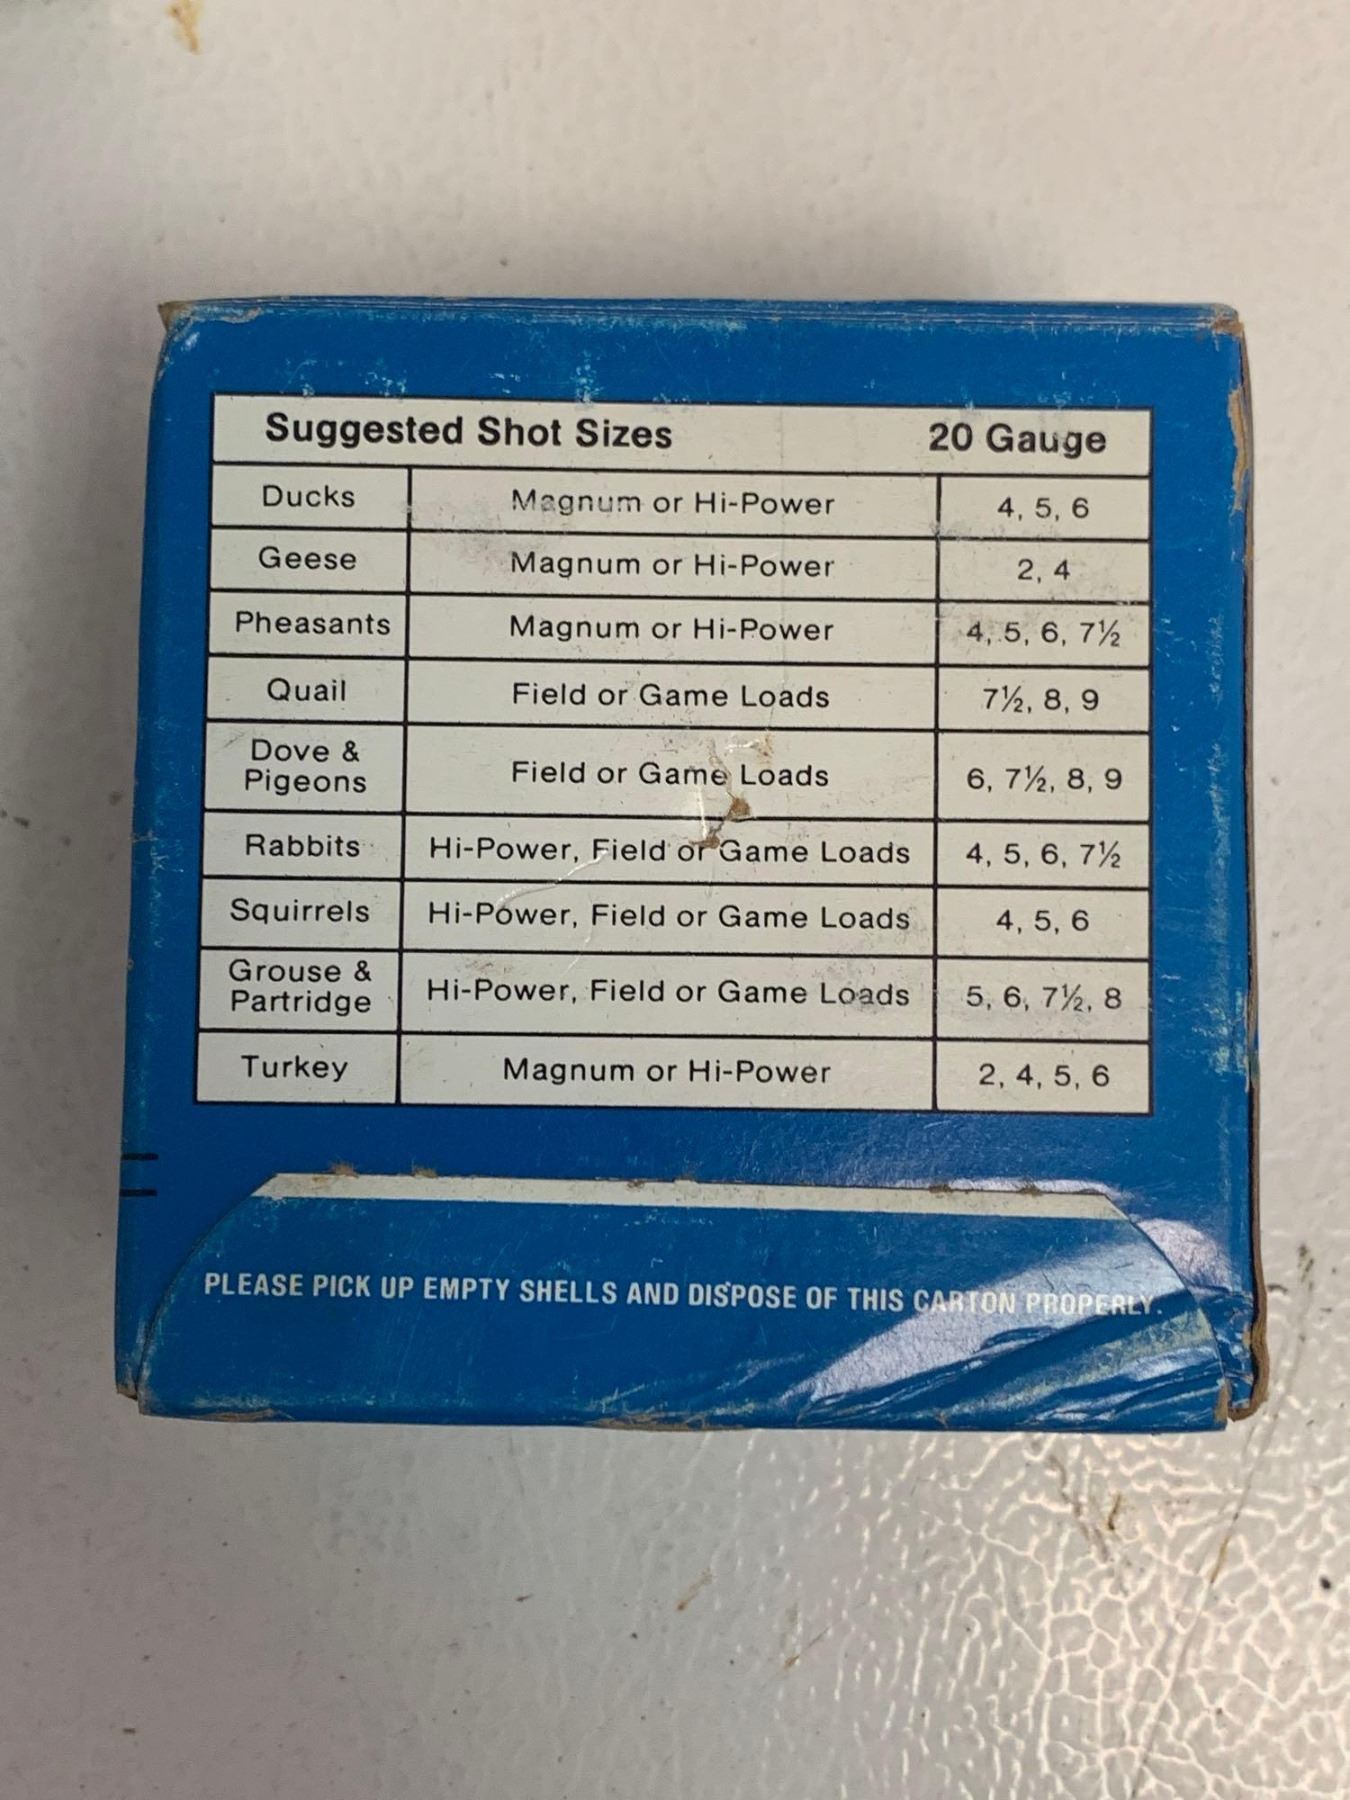 Suggested Shot Sizes 20 Gauge
Ducks Magnum or Hi-Power 4, 5, 6
Geese Magnum or Hi-Power 2, 4
Pheasants Magnum or Hi-Power 4, 5, 6, 7½
Quail Field or Game Loads 7½, 8, 9
Dove &
Pigeons Field or Game Loads 6, 7½, 8, 9
Rabbits Hi-Power, Field or Game Loads 4, 5, 6, 7½
Squirrels Hi-Power, Field or Game Loads 4, 5, 6
Grouse &
Partridge Hi-Power, Field or Game Loads 5, 6, 7½, 8
Turkey Magnum or Hi-Power 2, 4, 5, 6
PLEASE PICK UP EMPTY SHELLS AND DISPOSE OF THIS CARTON PROPERLY.